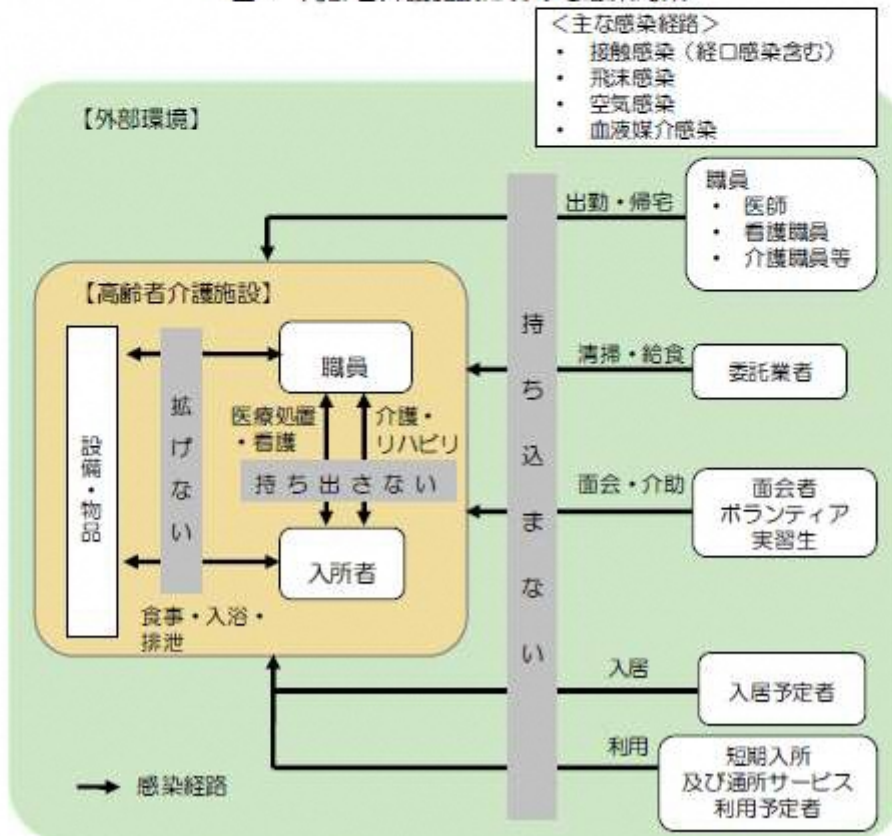 ＜主な感染経路＞
・ 接触感染（経口感染含む）
・ 飛沫感染
・ 空気感染
・ 血液媒介感染
【外部環境】
職員
・ 医師
・ 看護職員
・ 介護職員等
出勤・帰宅
【高齢者介護施設】
持ち込まない
職員
清掃・給食
委託業者
拡げない
医療処置
・看護
介護・
リハビリ
設備・物品
持ち出さない
面会・介助
面会者
ボランティア
実習生
入所者
食事・入浴・
排泄
入居
入居予定者
利用
短期入所
及び通所サービス
利用予定者
感染経路